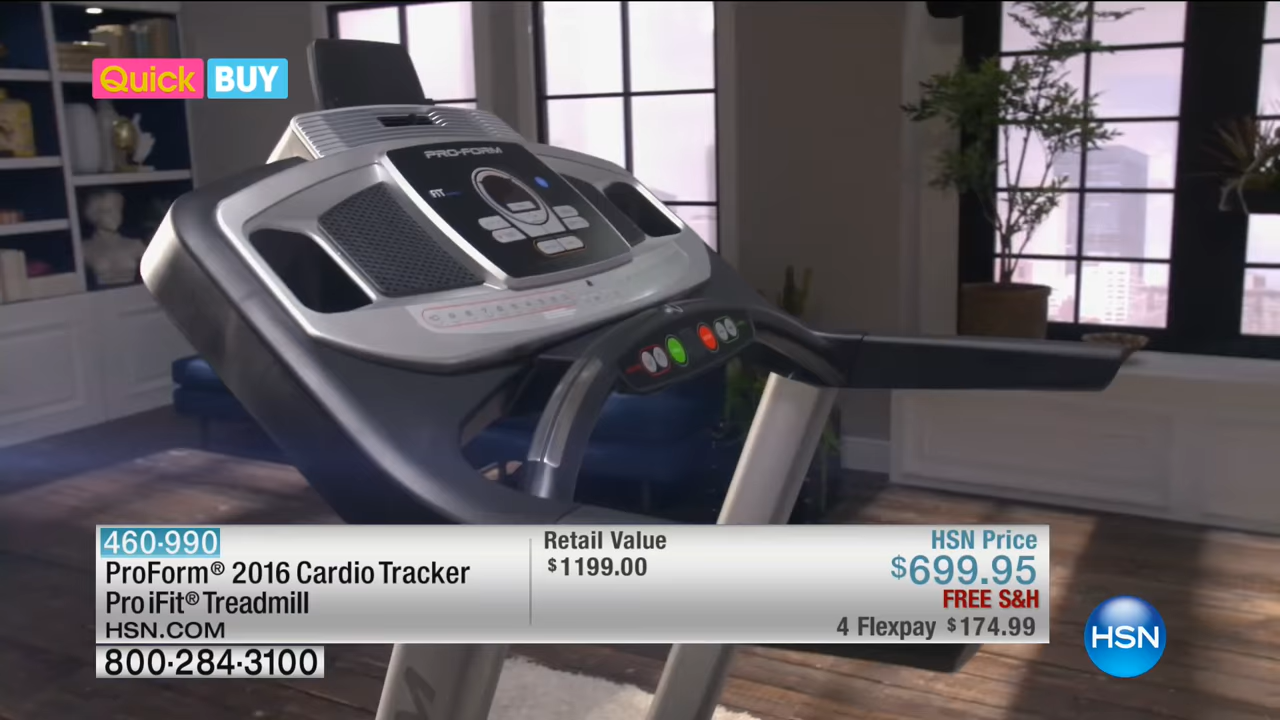 Quick BUY
PRO-FORM
iFIT
460-990
ProForm® 2016 Cardio Tracker
Pro iFit® Treadmill
HSN.COM
800·284·3100
Retail Value
$1199.00
HSN Price
$699.95
FREE S&H
4 Flexpay $174.99
HSN